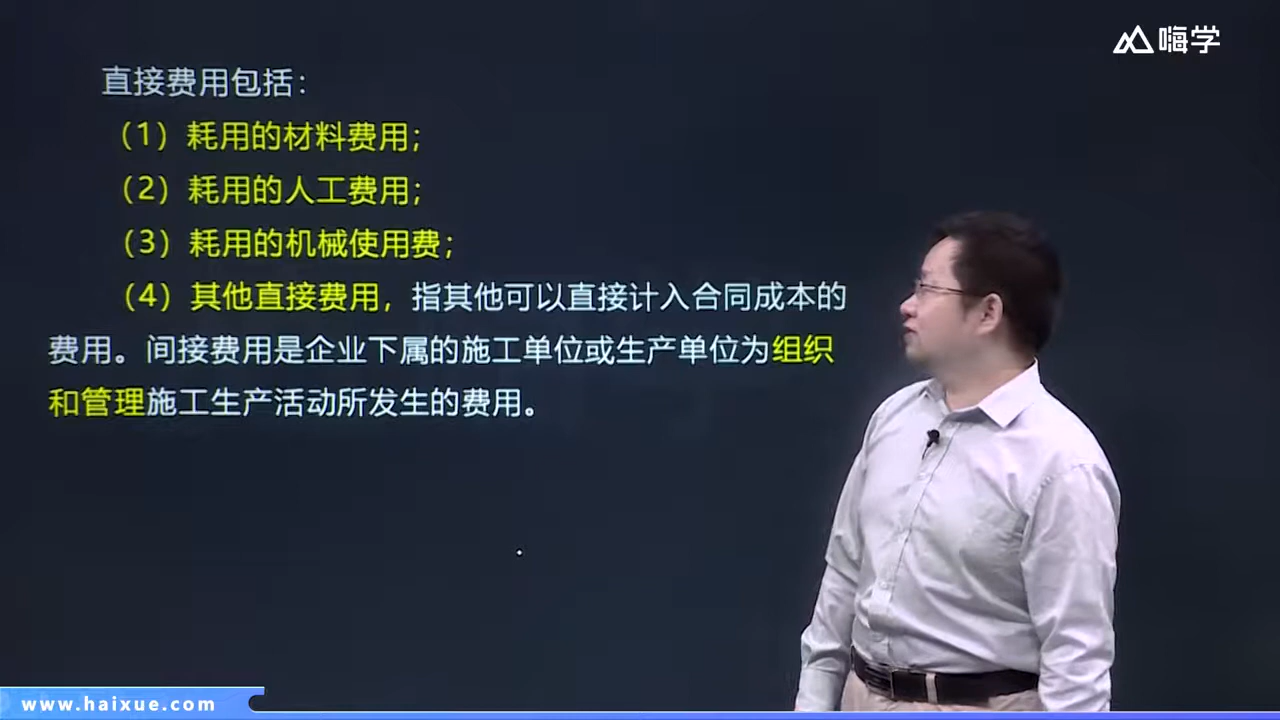 嗨学
直接费用包括：
（1）耗用的材料费用；
（2）耗用的人工费用；
（3）耗用的机械使用费；
（4）其他直接费用，指其他可以直接计入合同成本的
费用。间接费用是企业下属的施工单位或生产单位为组织
和管理施工生产活动所发生的费用。
www.haixue.com